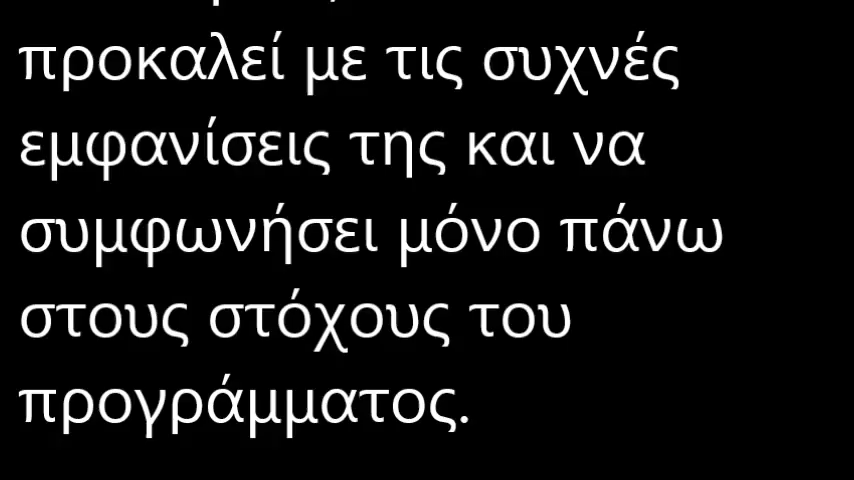 προκαλεί με τις συχνές
εμφανίσεις της και να
συμφωνήσει μόνο πάνω
στους στόχους του
προγράμματος.